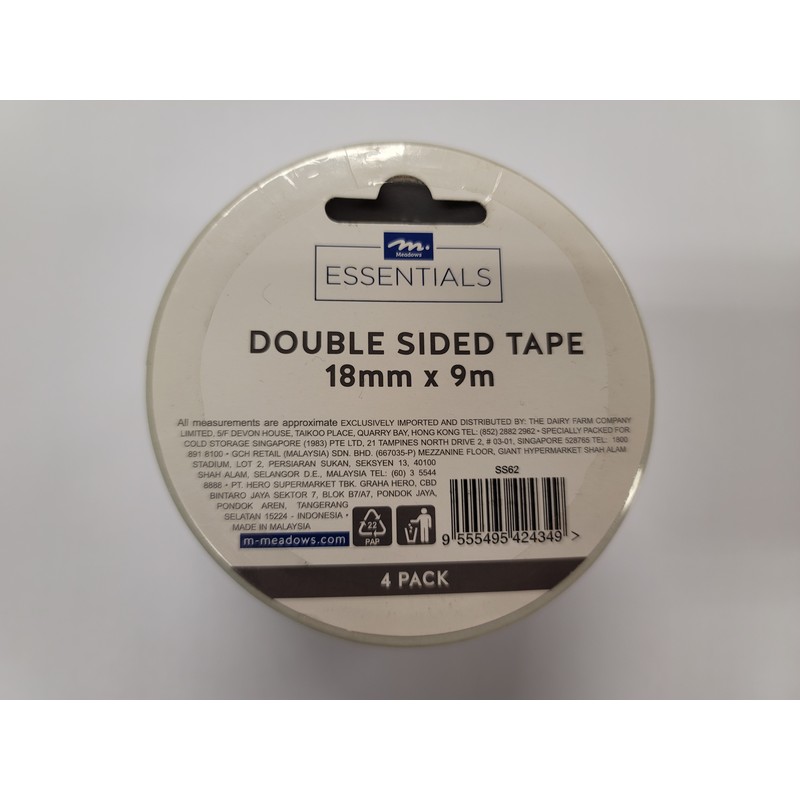 m.
Meadows
ESSENTIALS
DOUBLE SIDED TAPE
18mm x 9m
All measurements are approximate EXCLUSIVELY IMPORTED AND DISTRIBUTED BY: THE DAIRY FARM COMPANY
LIMITED, 5/F DEVON HOUSE, TAIKOO PLACE, QUARRY BAY, HONG KONG TEL: (852) 2882 2962 • SPECIALLY PACKED FOR:
COLD STORAGE SINGAPORE (1983) PTE LTD, 21 TAMPINES NORTH DRIVE 2, # 03-01, SINGAPORE 528765 TEL: 1800
891 8100 • GCH RETAIL (MALAYSIA) SDN. BHD. (667035-P) MEZZANINE FLOOR, GIANT HYPERMARKET SHAH ALAM
STADIUM, LOT 2, PERSIARAN SUKAN, SEKSYEN 13, 40100
SHAH ALAM, SELANGOR D.E., MALAYSIA TEL: (60) 3 5544
8888 • PT. HERO SUPERMARKET TBK. GRAHA HERO, CBD
BINTARO JAYA SEKTOR 7, BLOK B7/A7, PONDOK JAYA,
PONDOK AREN, TANGERANG
SELATAN 15224 - INDONESIA •
MADE IN MALAYSIA
m-meadows.com
22
PAP
SS62
9 555495 424349 >
4 PACK